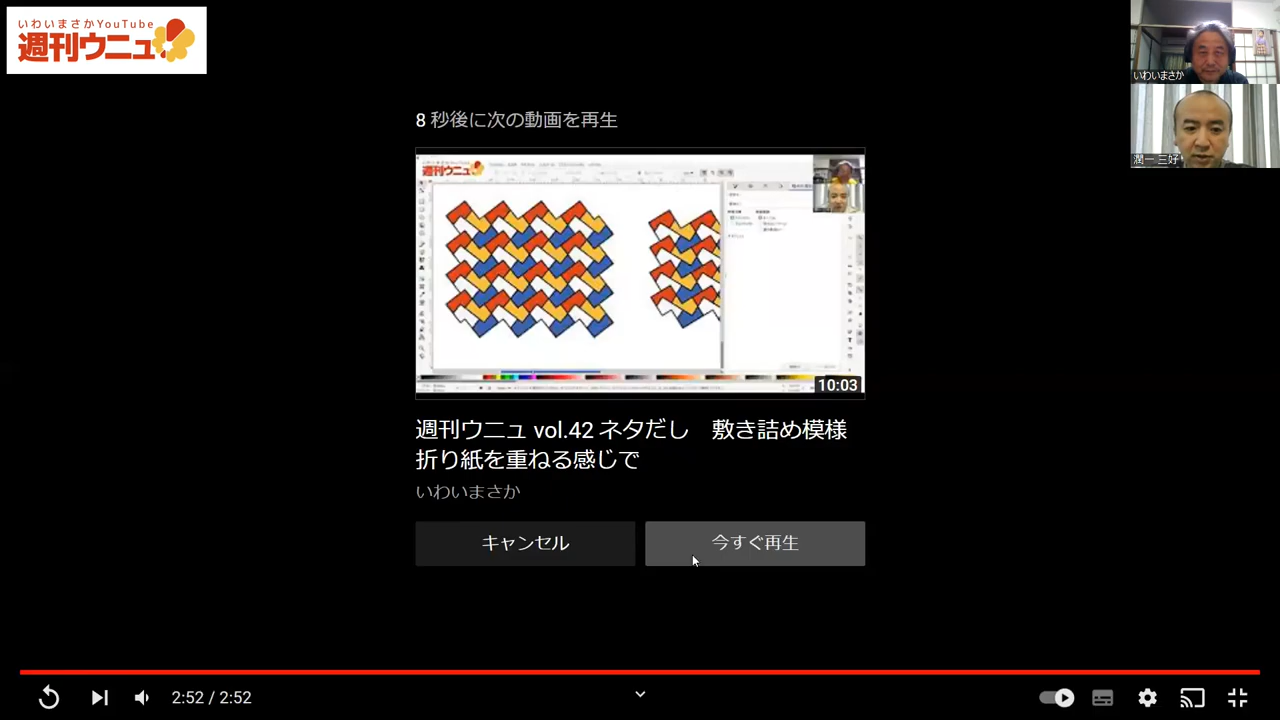 いわいまさかYouTube
週刊ウニュ
いわいまさか
潤一 三好
8 秒後に次の動画を再生
週刊ウニュ
10:03
週刊ウニュ vol.42 ネタだし　敷き詰め模様
折り紙を重ねる感じで
いわいまさか
キャンセル
今すぐ再生
2:52 / 2:52